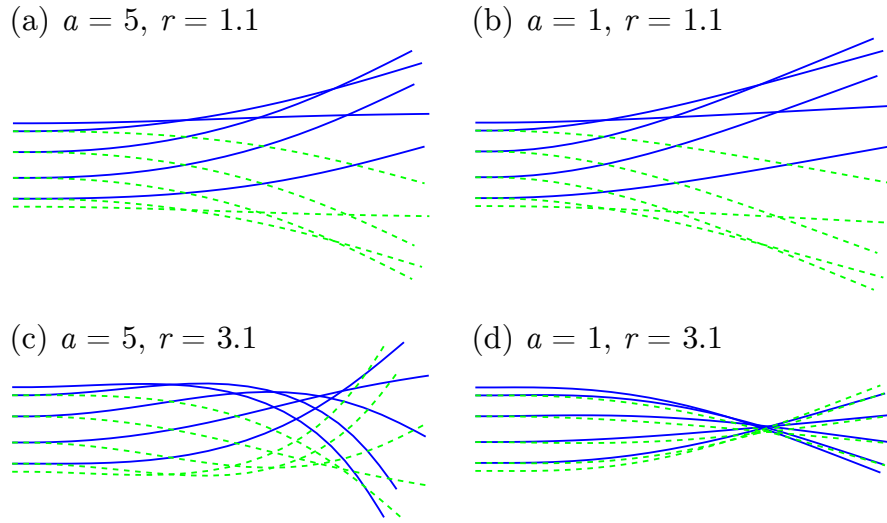 (a) a = 5, r = 1.1
(b) a = 1, r = 1.1
(c) a = 5, r = 3.1
(d) a = 1, r = 3.1